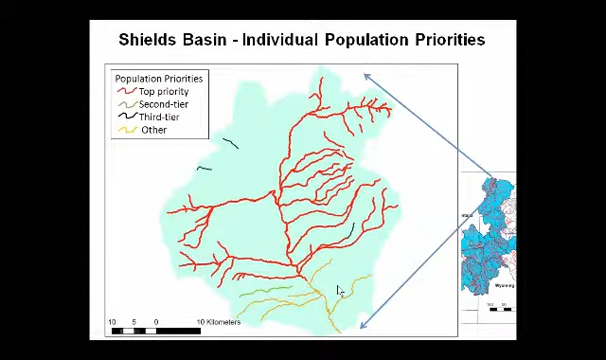 Shields Basin - Individual Population Priorities
Population Priorities
Top priority
Second-tier
Third-tier
Other
Wyoming
10 5 0 10 Kilometers